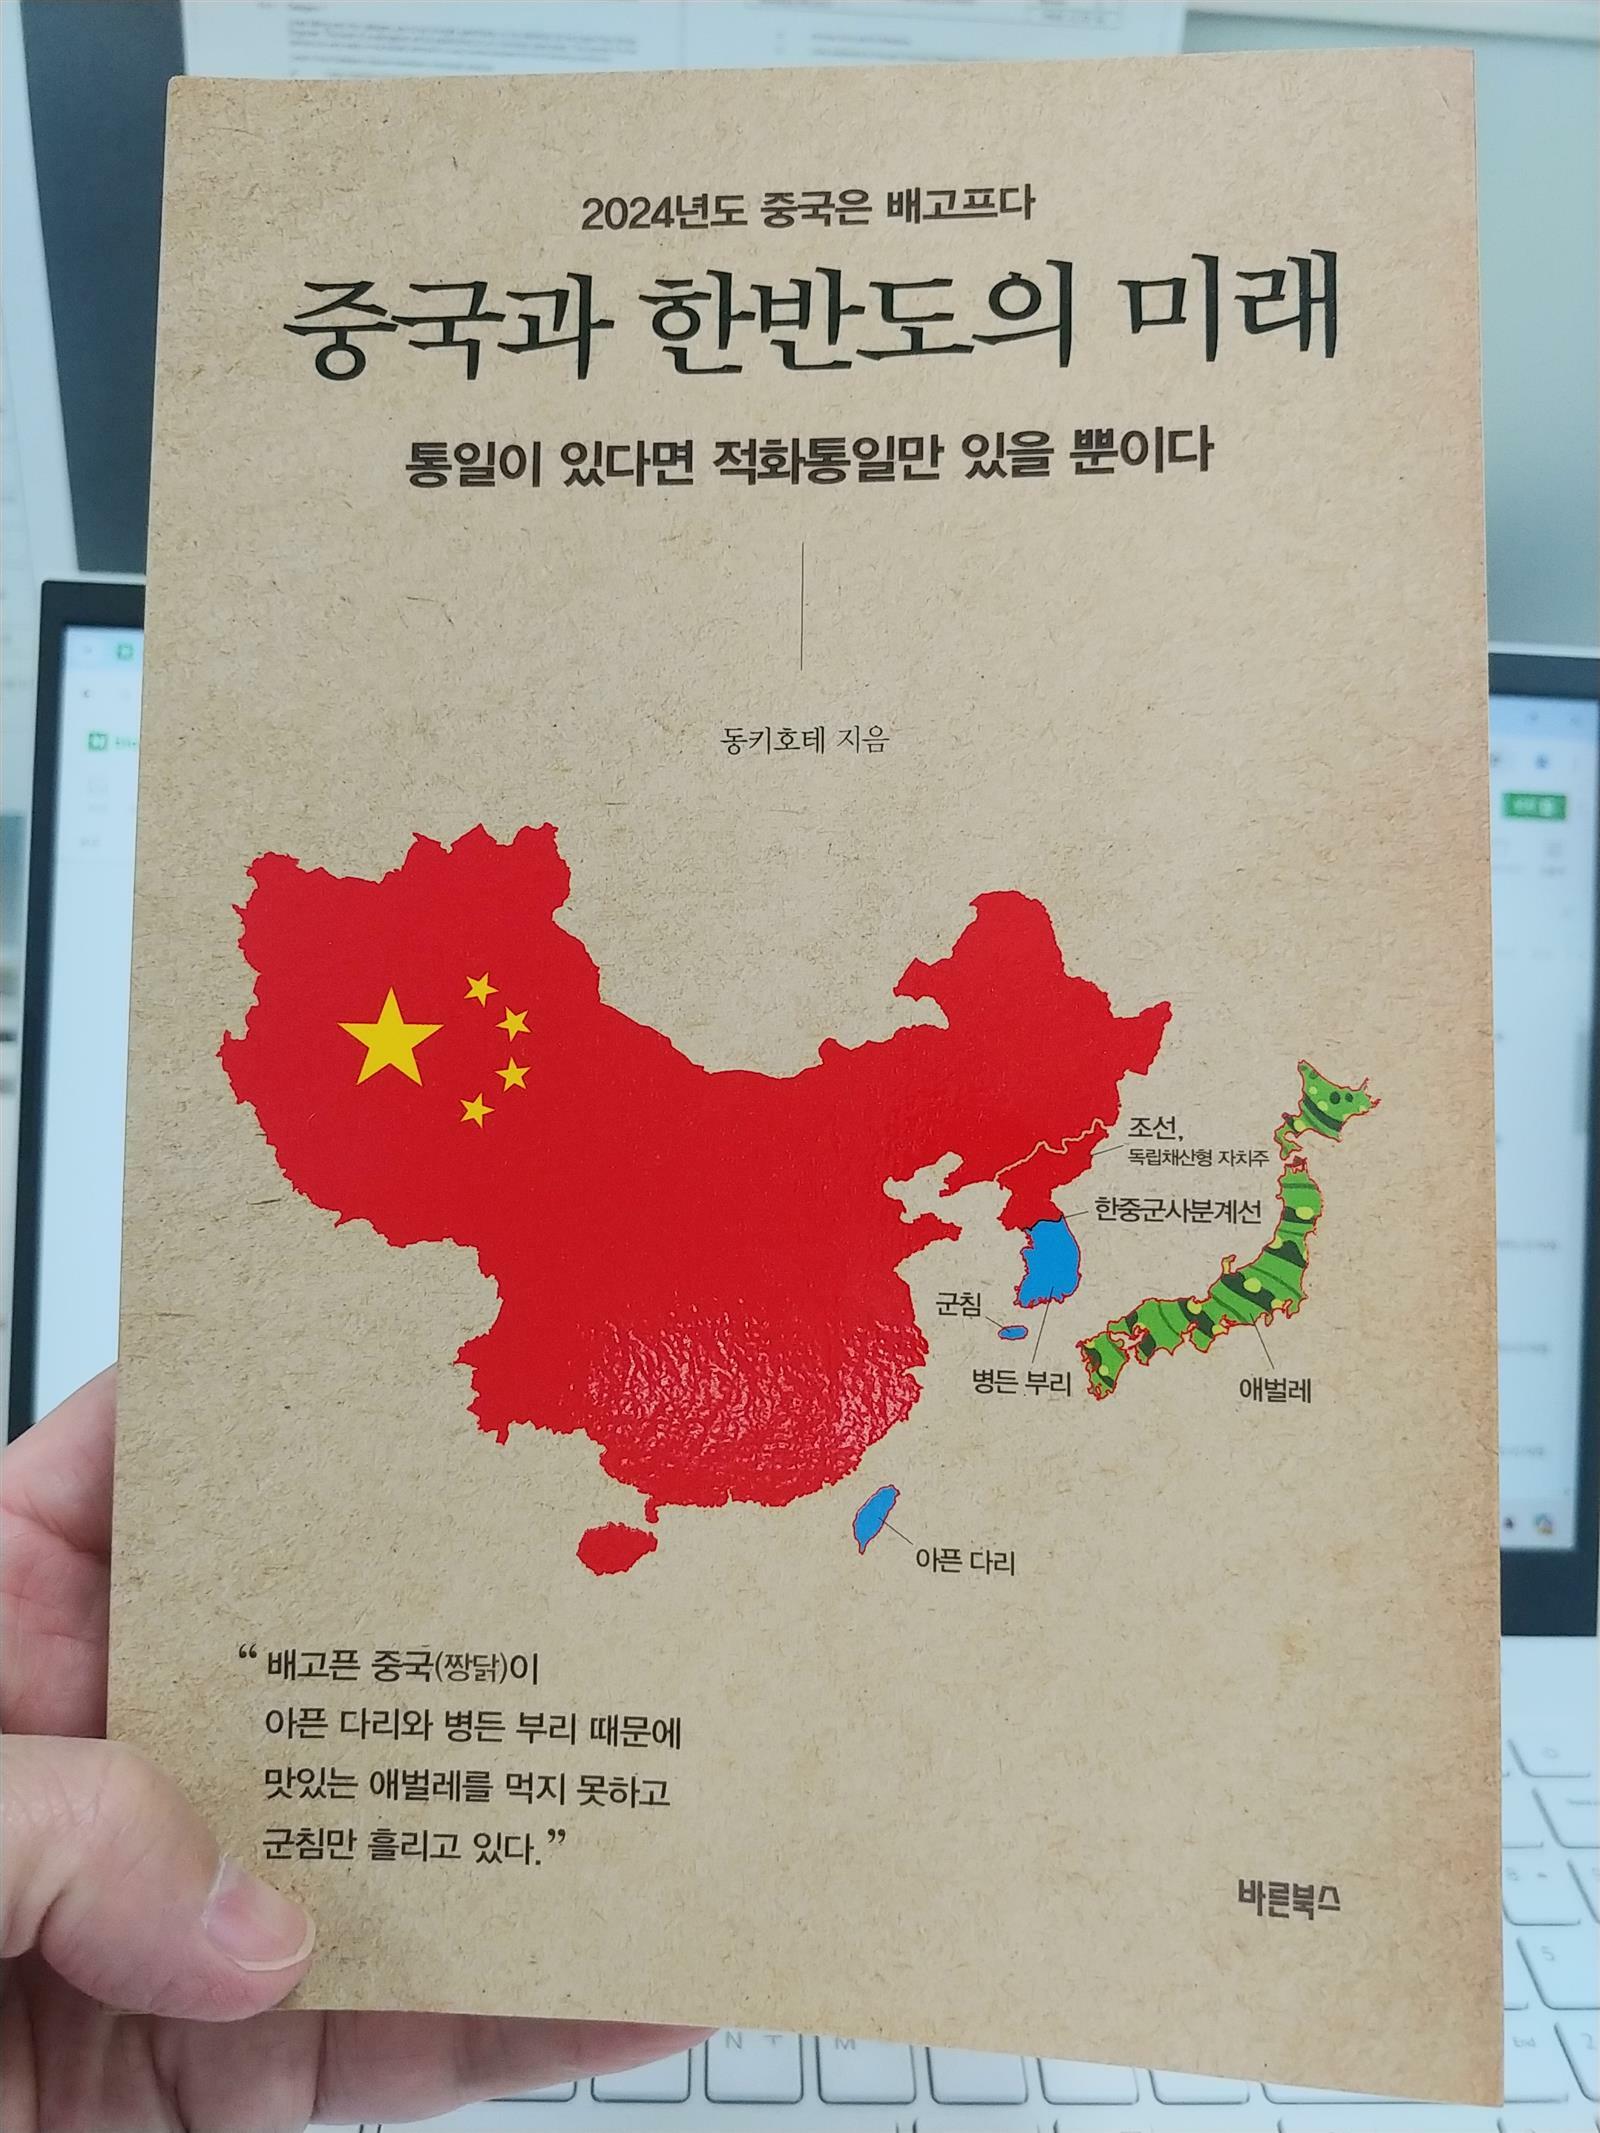 2024년도 중국은 배고프다
중국과 한반도의 미래
통일이 있다면 적화통일만 있을 뿐이다
동키호테 지음
조선,
독립채산형 자치주
한중군사분계선
군침
병든 부리
애벌레
아픈 다리
“배고픈 중국(짱닭)이
아픈 다리와 병든 부리 때문에
맛있는 애벌레를 먹지 못하고
군침만 흘리고 있다.”
바른북스
N ㅜ
M
End
5
2